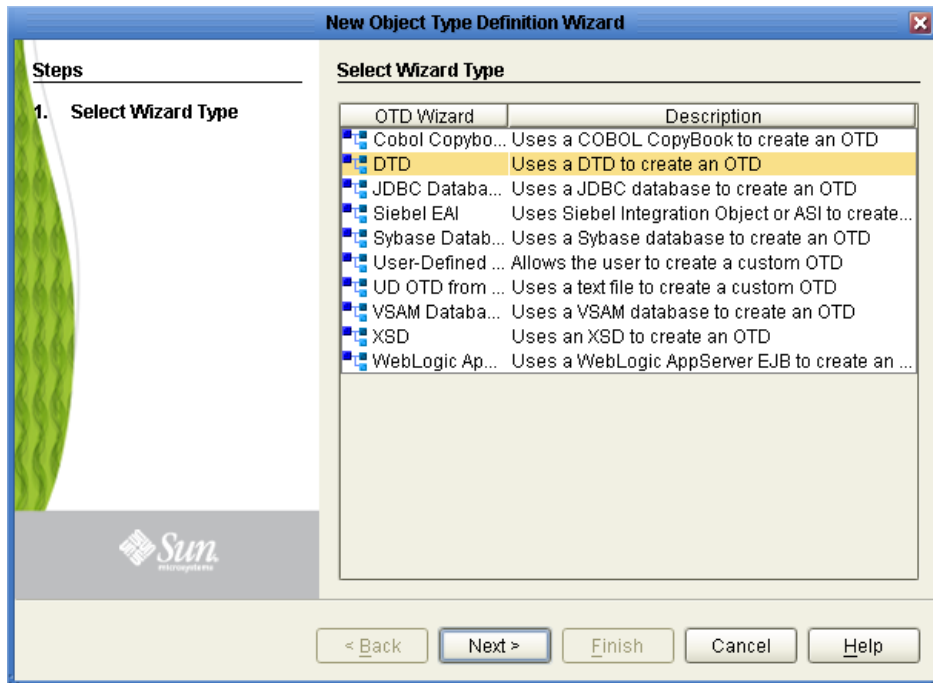 New Object Type Definition Wizard
Steps
1. Select Wizard Type
Select Wizard Type
OTD Wizard Description
Cobol Copybo... Uses a COBOL CopyBook to create an OTD
DTD Uses a DTD to create an OTD
JDBC Databa... Uses a JDBC database to create an OTD
Siebel EAI Uses Siebel Integration Object or ASI to create...
Sybase Datab... Uses a Sybase database to create an OTD
User-Defined ... Allows the user to create a custom OTD
UD OTD from ... Uses a text file to create a custom OTD
VSAM Databa... Uses a VSAM database to create an OTD
XSD Uses an XSD to create an OTD
WebLogic Ap... Uses a WebLogic AppServer EJB to create an ...
Sun
microsystems
< Back Next > Finish Cancel Help